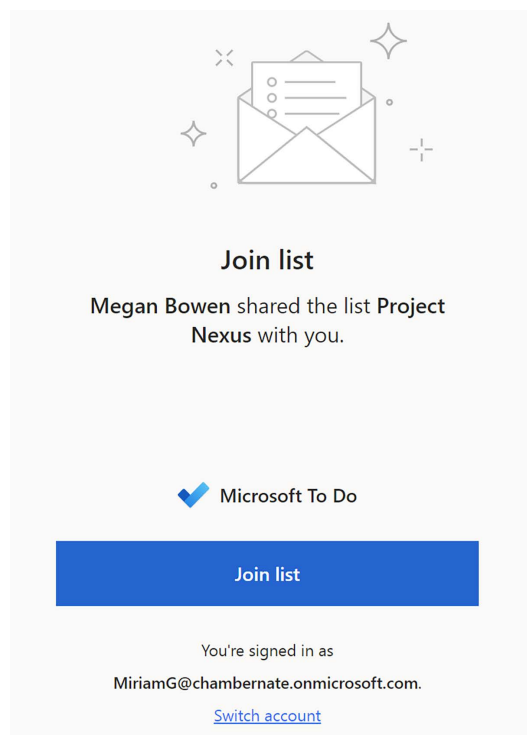 Join list
Megan Bowen shared the list Project
Nexus with you.
Microsoft To Do
Join list
You're signed in as
MiriamG@chambernate.onmicrosoft.com.
Switch account